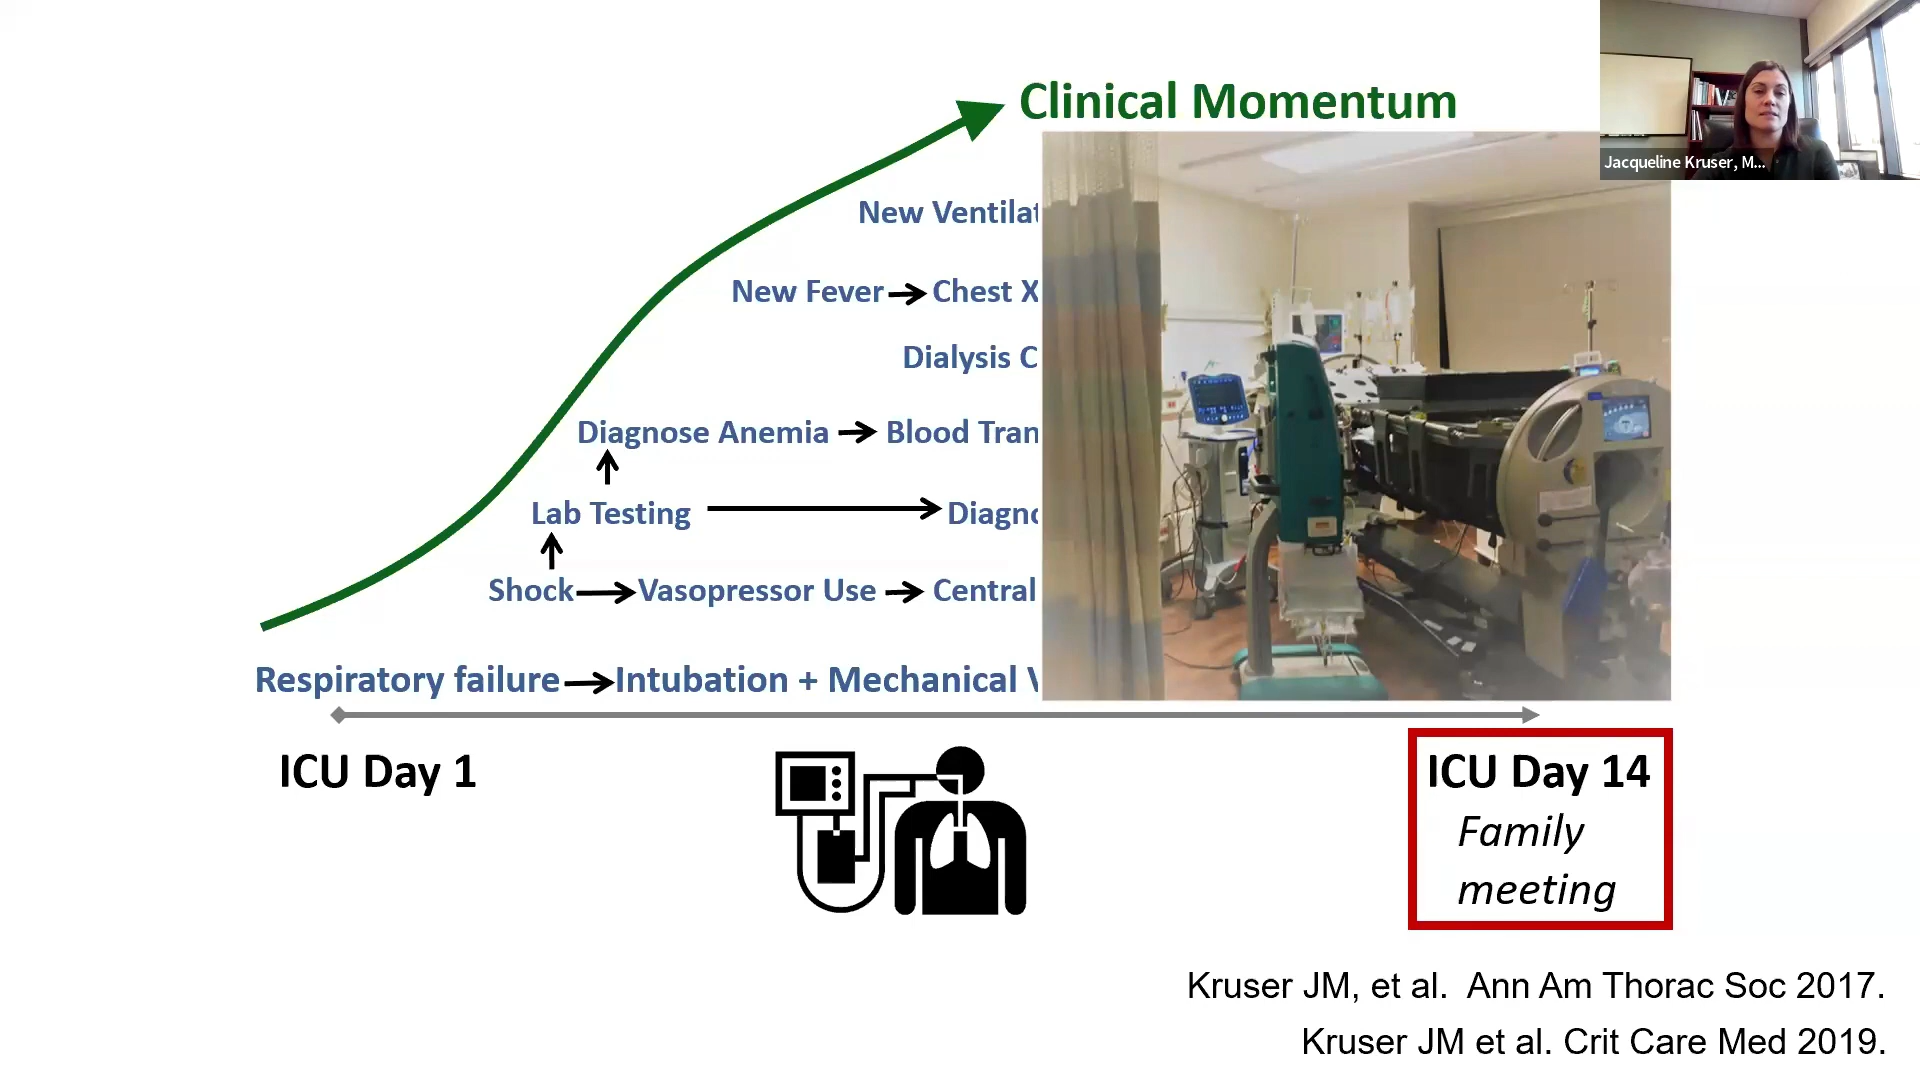 Clinical Momentum
Jacqueline Kruser, M...
New Ventilat
New Fever → Chest X
Dialysis C
Diagnose Anemia → Blood Tran
Lab Testing → Diagno
Shock → Vasopressor Use → Central
Respiratory failure → Intubation + Mechanical V
ICU Day 1
ICU Day 14
Family
meeting
Kruser JM, et al. Ann Am Thorac Soc 2017.
Kruser JM et al. Crit Care Med 2019.